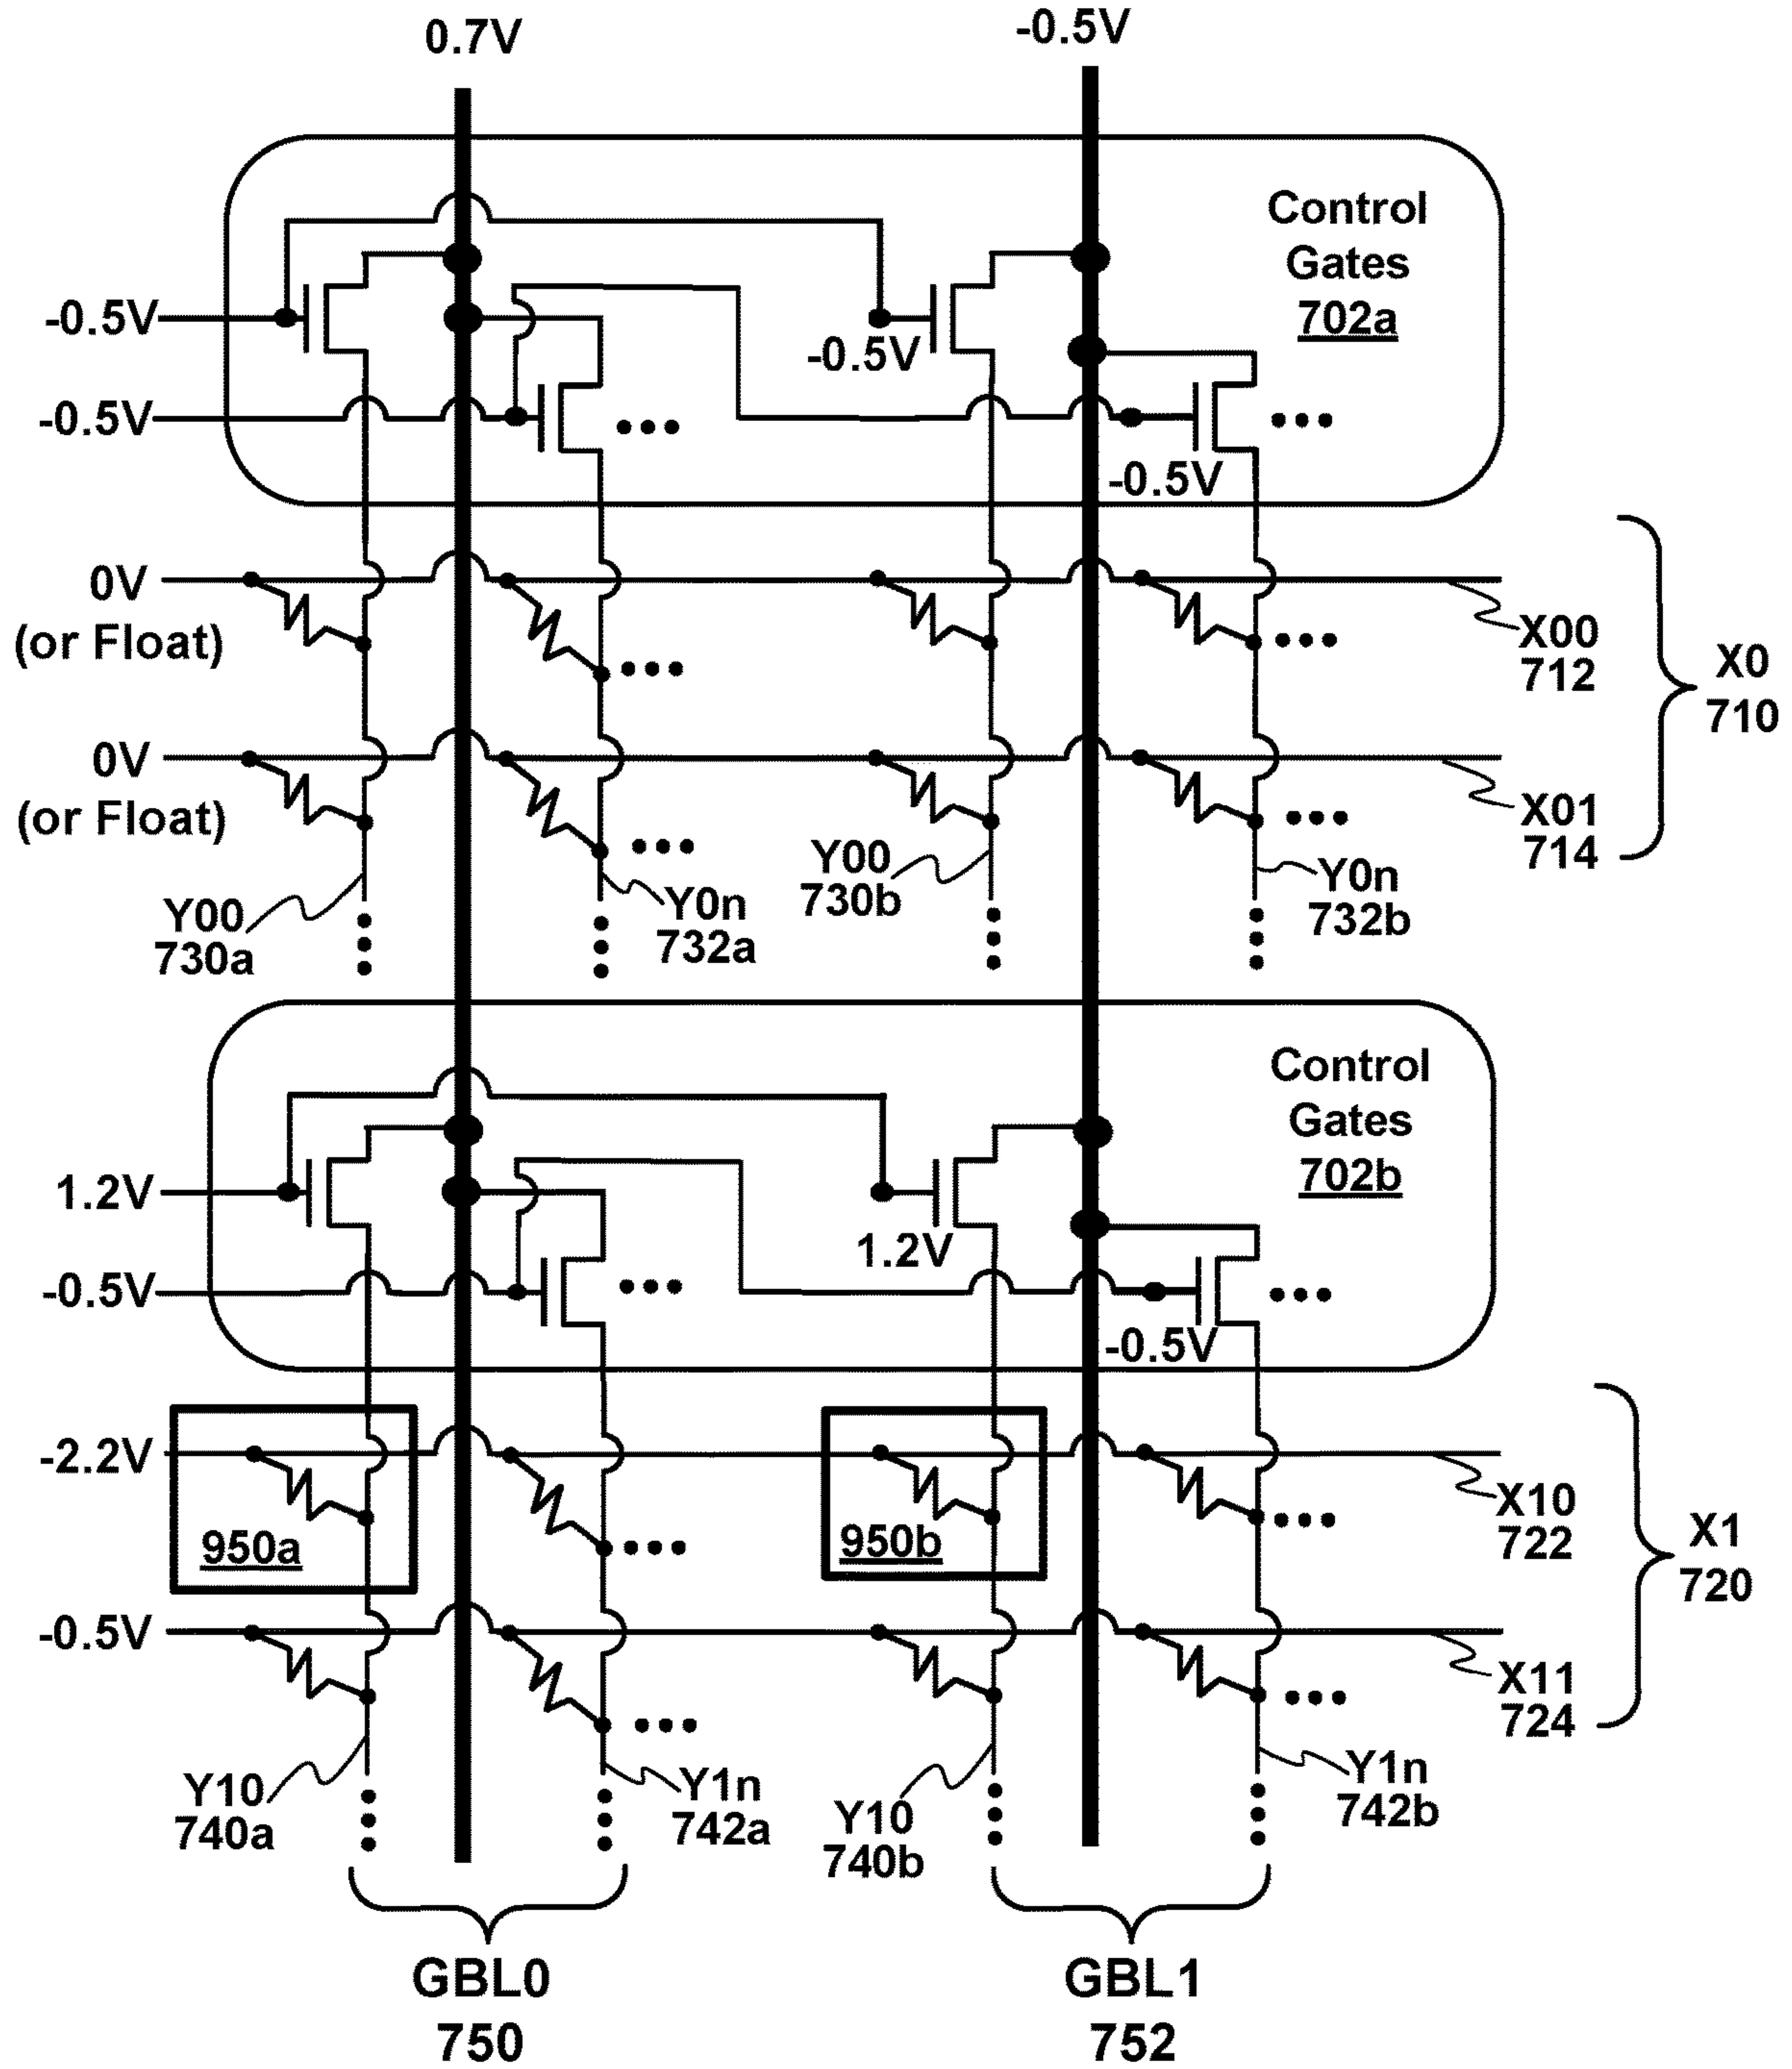 0.7V
-0.5V
Control
Gates
702a
-0.5V
-0.5V
-0.5V
-0.5V
0V
(or Float)
X00
712
X0
710
0V
(or Float)
X01
714
Y00
730a
Y0n
732a
Y00
730b
Y0n
732b
Control
Gates
702b
1.2V
1.2V
-0.5V
-0.5V
-2.2V
950a
950b
X10
722
X1
720
-0.5V
X11
724
Y10
740a
Y1n
742a
Y10
740b
Y1n
742b
GBL0
750
GBL1
752